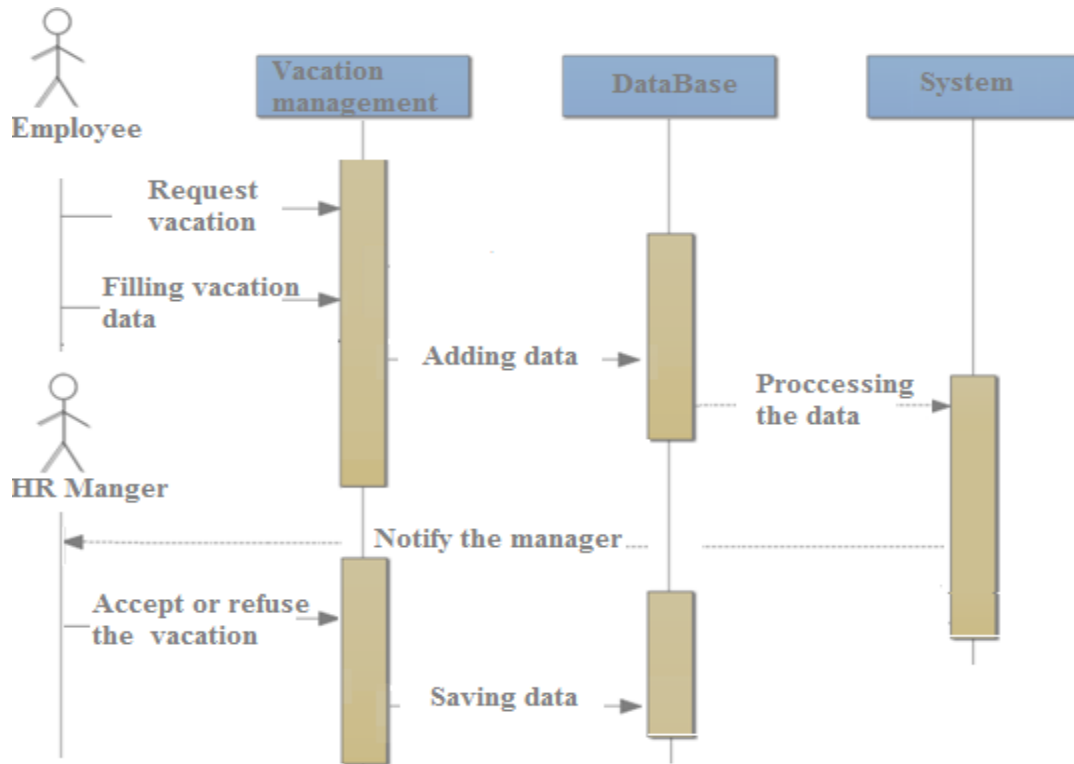 Employee
Vacation
management
DataBase
System
Request
vacation
Filling vacation
data
Adding data
Proccessing
the data
HR Manger
Notify the manager
Accept or refuse
the vacation
Saving data